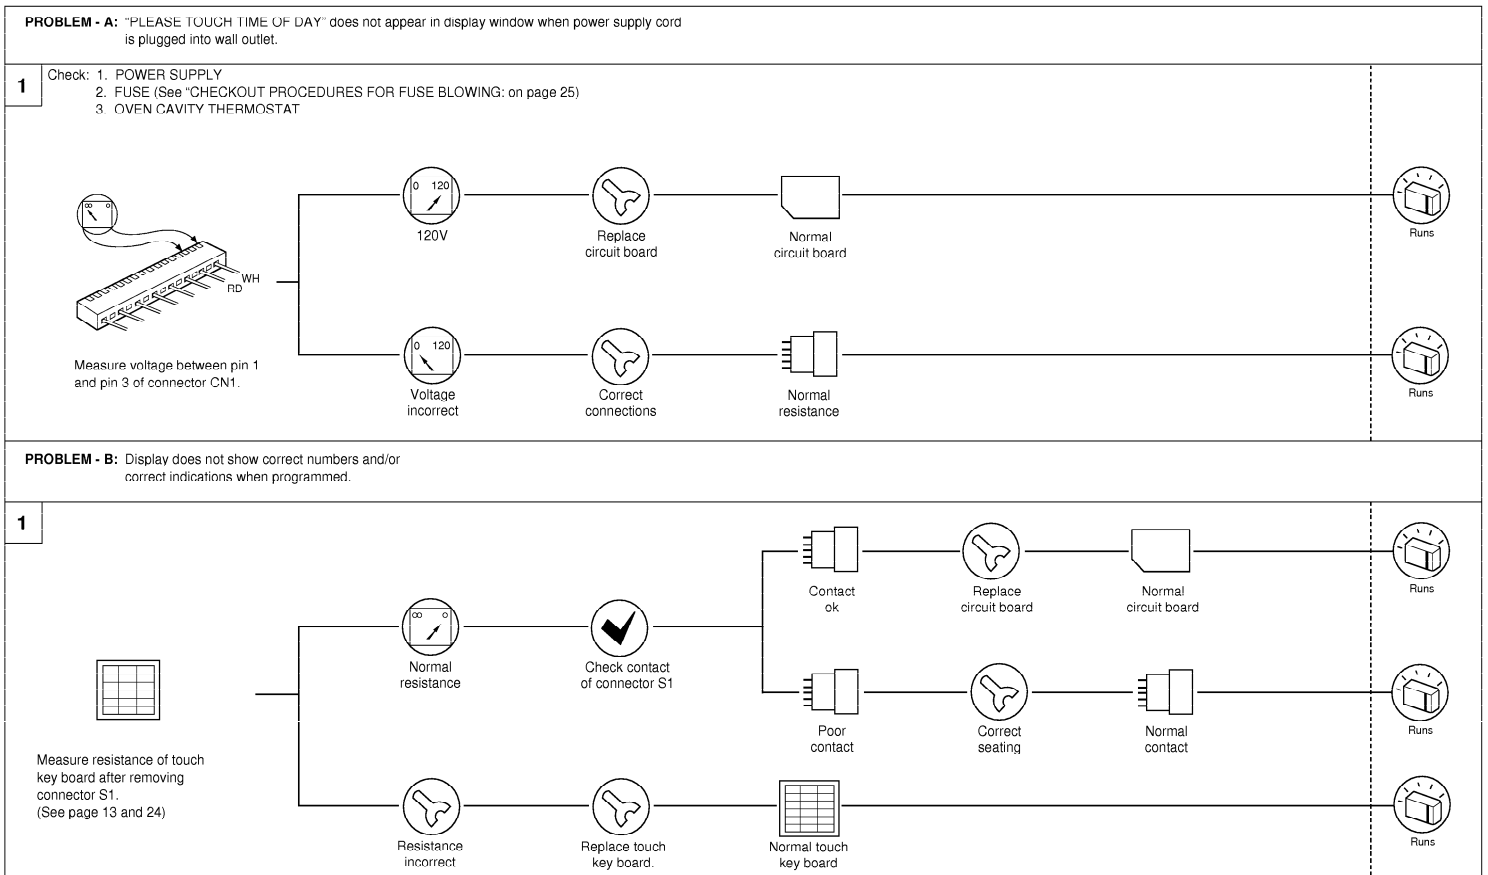 PROBLEM - A: "PLEASE TOUCH TIME OF DAY" does not appear in display window when power supply cord
is plugged into wall outlet.
1
Check: 1. POWER SUPPLY
2. FUSE (See "CHECKOUT PROCEDURES FOR FUSE BLOWING: on page 25)
3. OVEN CAVITY THERMOSTAT
∞ 0
WH
RD
Measure voltage between pin 1
and pin 3 of connector CN1.
0 120
120V
Replace
circuit board
Normal
circuit board
Runs
0 120
Voltage
incorrect
Correct
connections
Normal
resistance
Runs
PROBLEM - B: Display does not show correct numbers and/or
correct indications when programmed.
1
Measure resistance of touch
key board after removing
connector S1.
(See page 13 and 24)
∞ 0
Normal
resistance
Check contact
of connector S1
Contact
ok
Replace
circuit board
Normal
circuit board
Runs
Poor
contact
Correct
seating
Normal
contact
Runs
Resistance
incorrect
Replace touch
key board.
Normal touch
key board
Runs